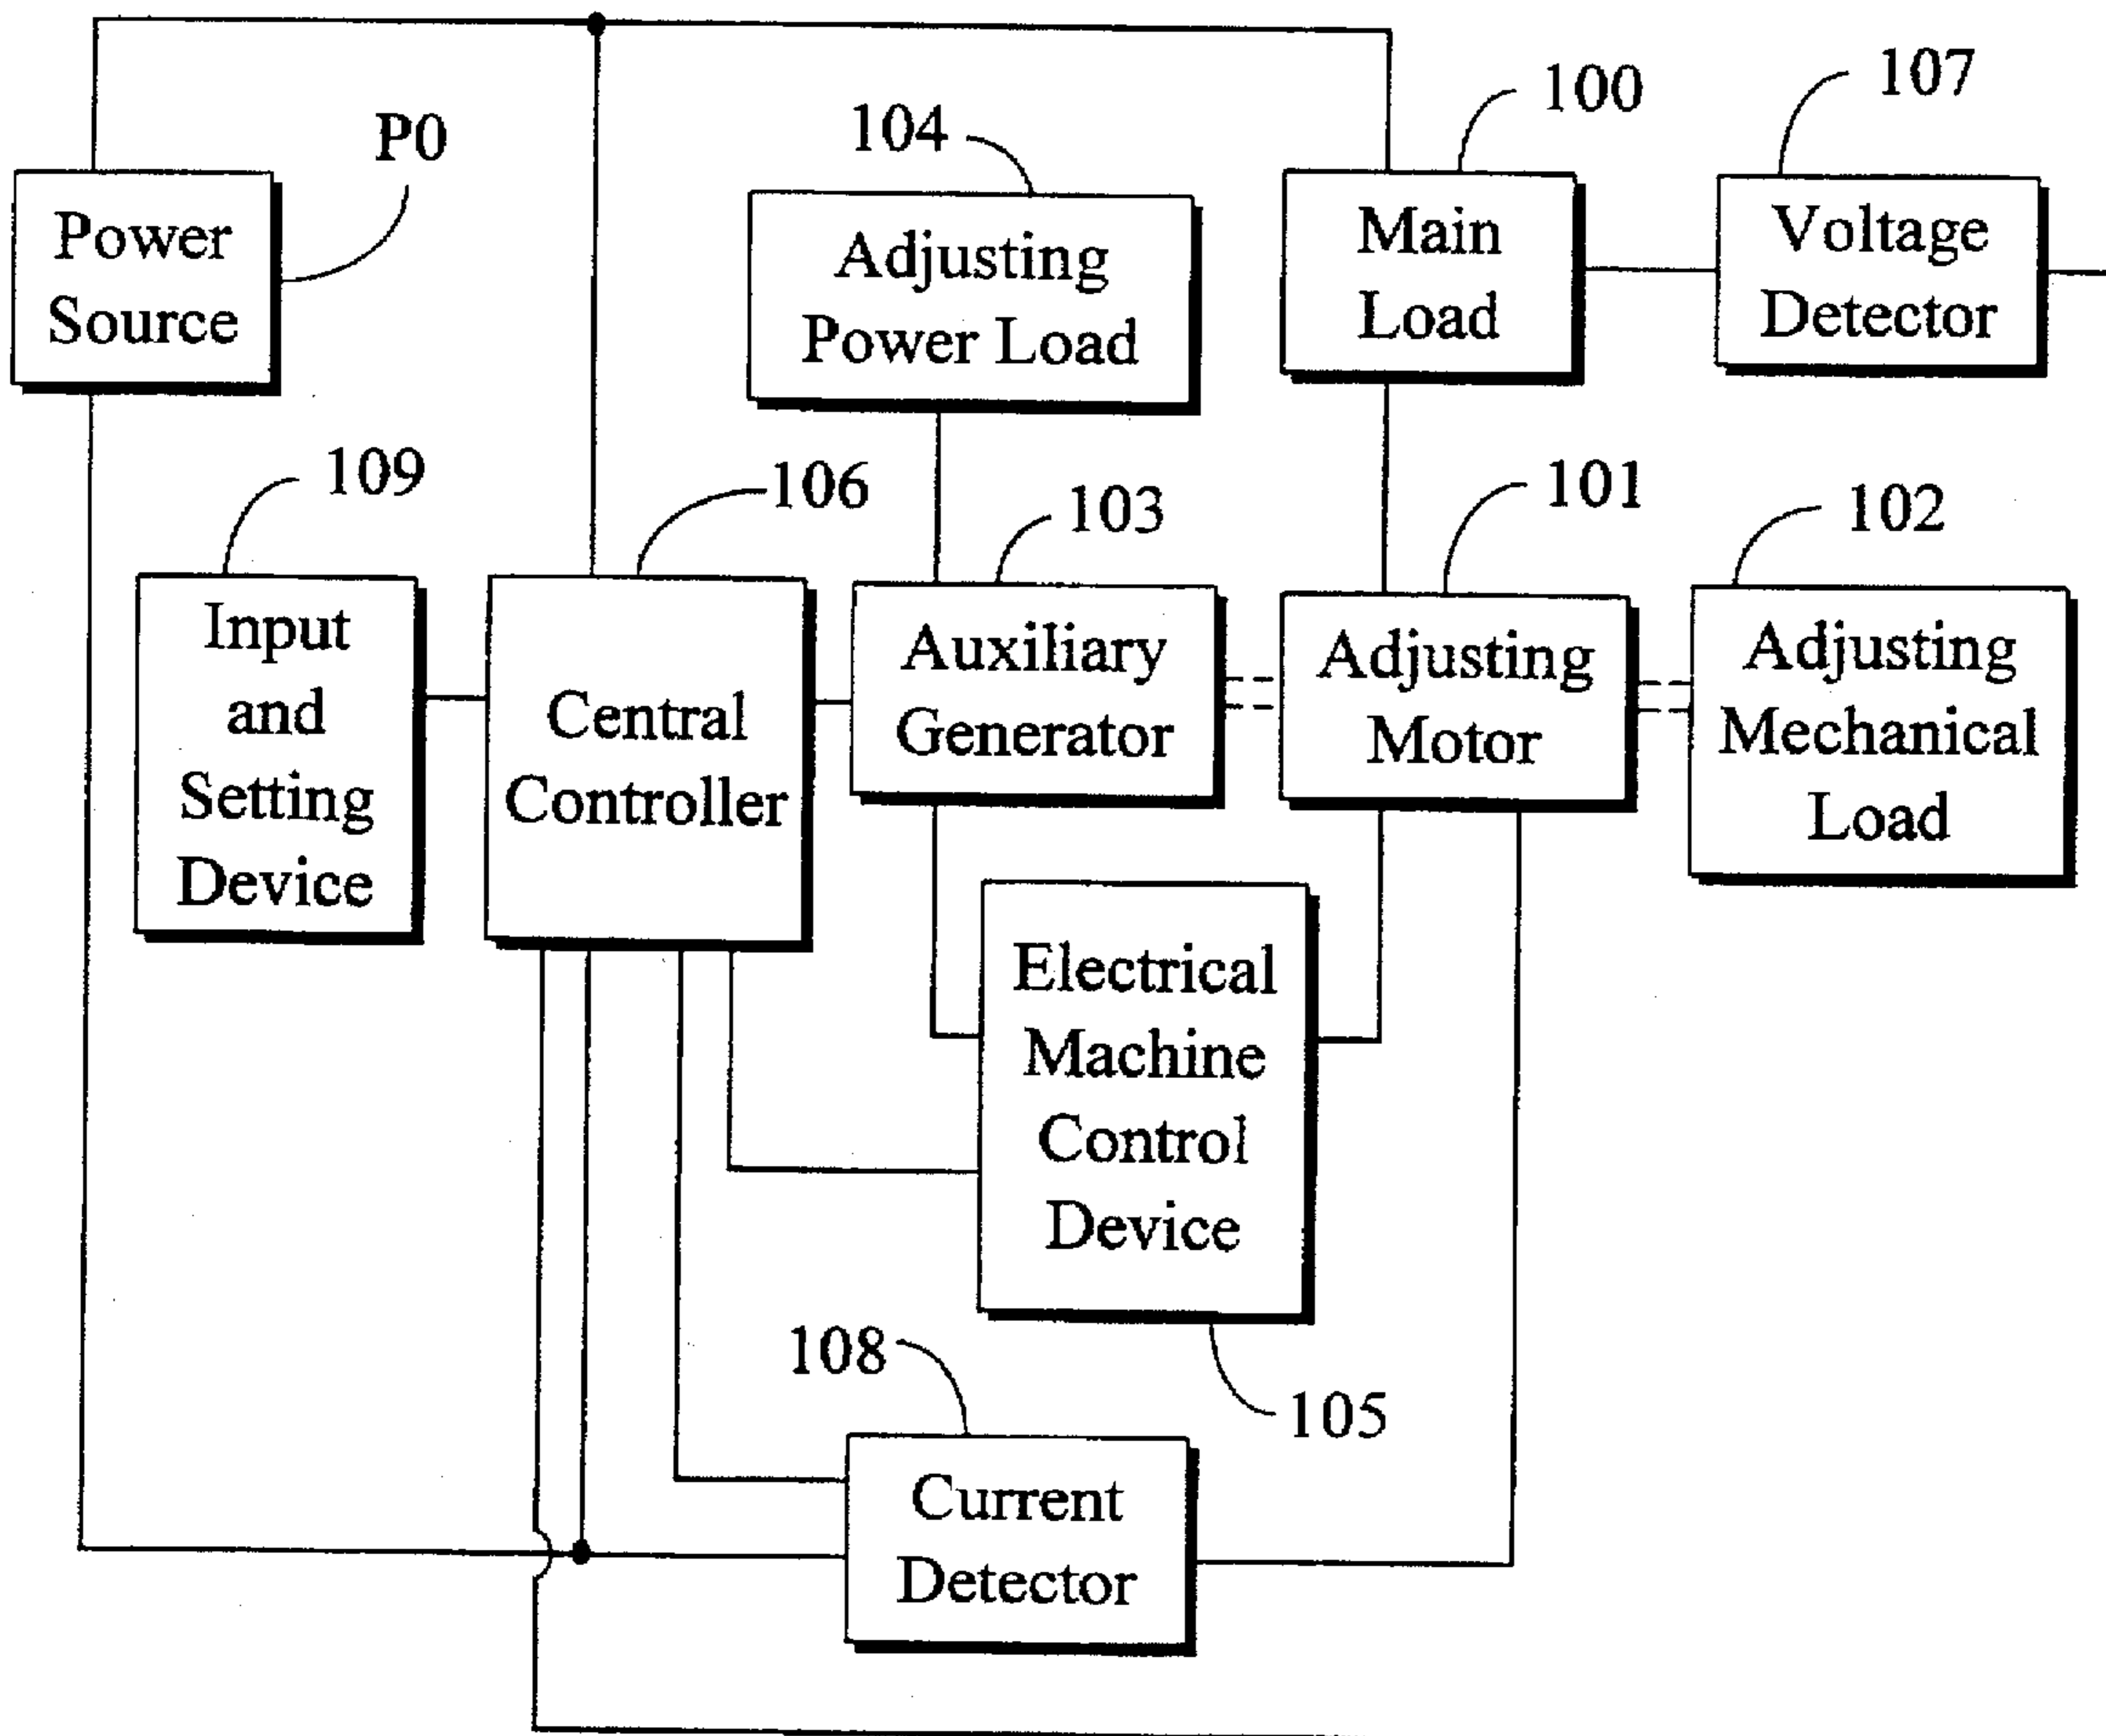 P0
104
100
107
Power
Source
Adjusting
Power Load
Main
Load
Voltage
Detector
109
106
103
101
102
Input
and
Setting
Device
Central
Controller
Auxiliary
Generator
Adjusting
Motor
Adjusting
Mechanical
Load
Electrical
Machine
Control
Device
108
105
Current
Detector